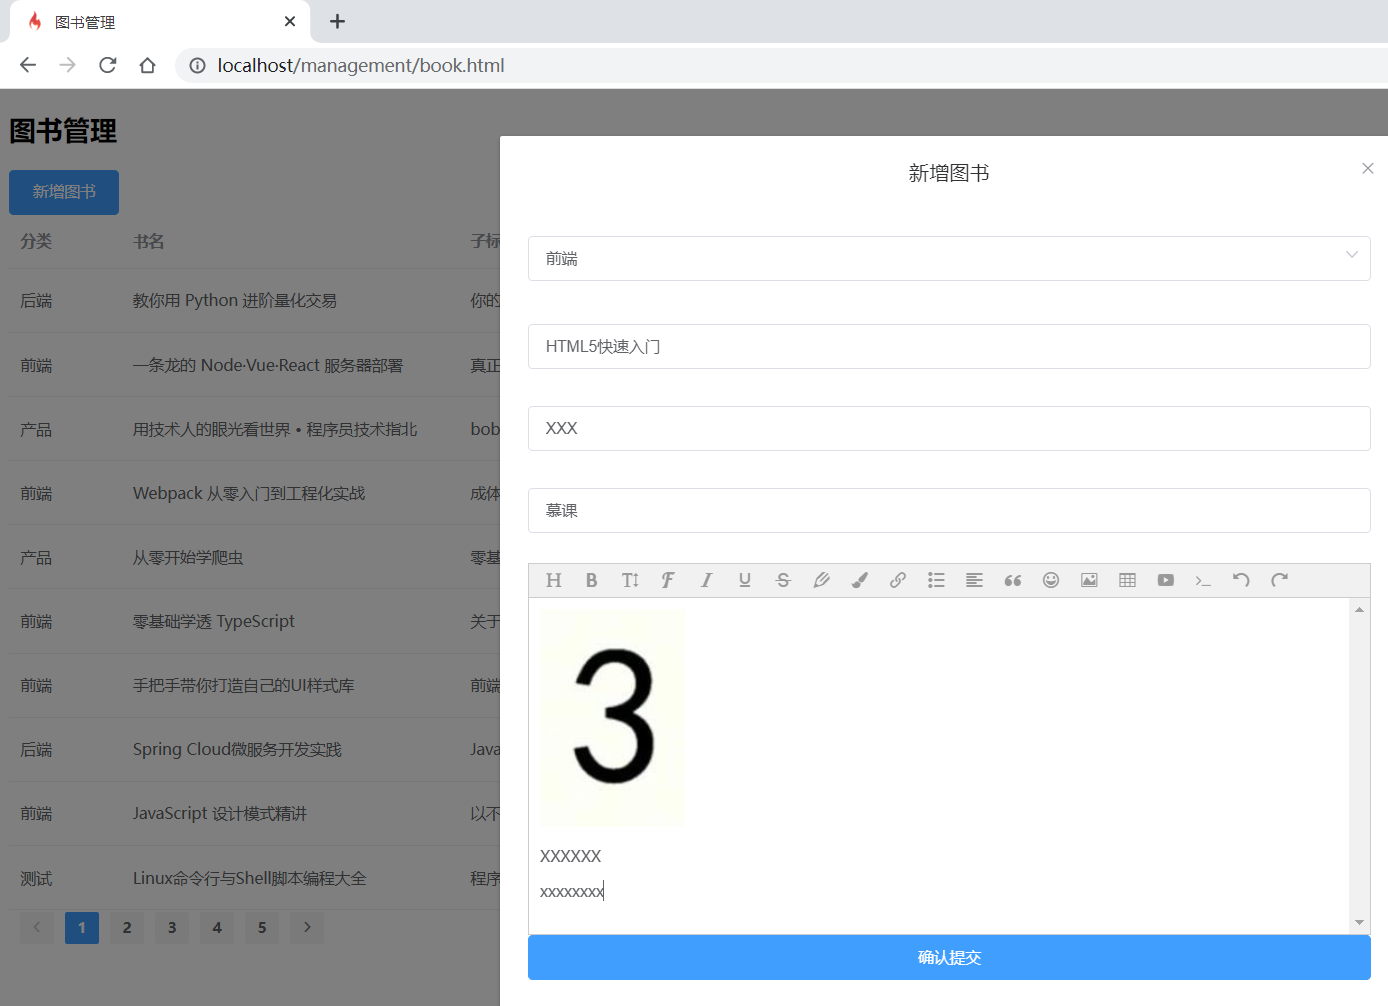 图书管理
localhost/management/book.html
图书管理
新增图书
分类 书名 子标
后端 教你用 Python 进阶量化交易 你的
前端 一条龙的 Node·Vue·React 服务器部署 真正
产品 用技术人的眼光看世界 • 程序员技术指北 bob
前端 Webpack 从零入门到工程化实战 成体
产品 从零开始学爬虫 零基
前端 零基础学透 TypeScript 关于
前端 手把手带你打造自己的UI样式库 前端
后端 Spring Cloud微服务开发实践 Java
前端 JavaScript 设计模式精讲 以不
测试 Linux命令行与Shell脚本编程大全 程序
1 2 3 4 5
新增图书
前端
HTML5快速入门
XXX
慕课
3
XXXXXX
xxxxxxxx
确认提交